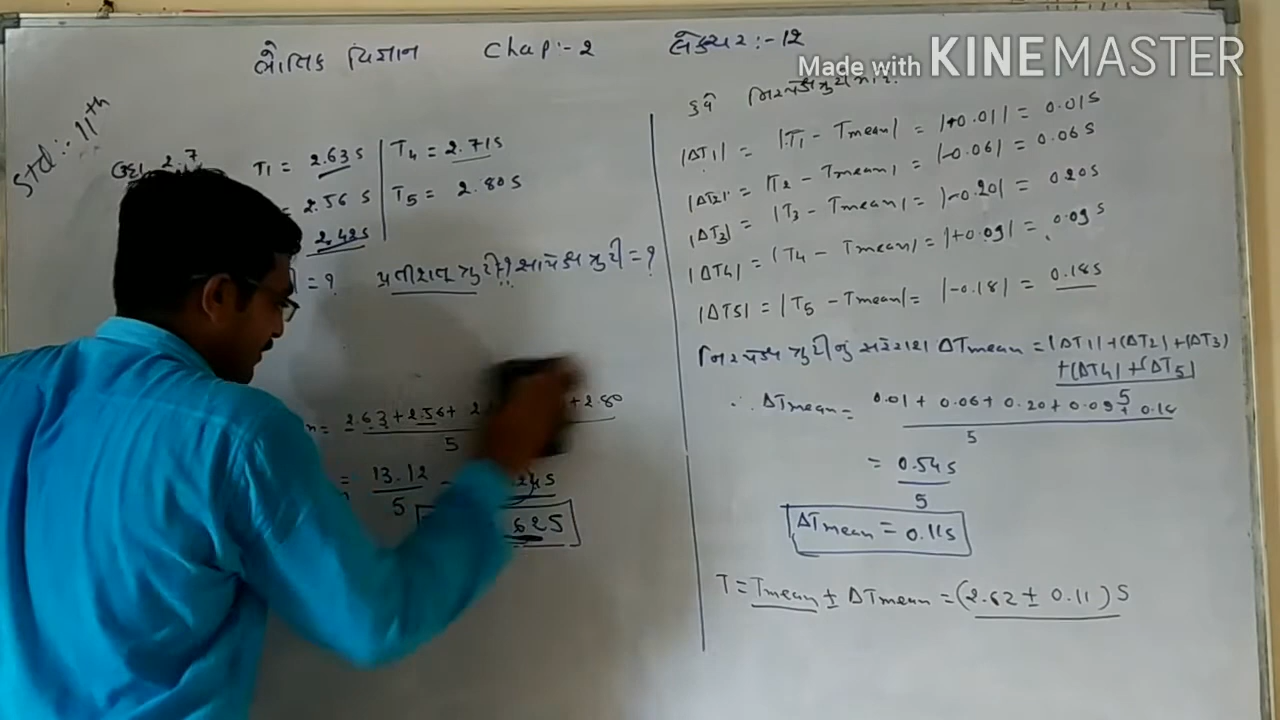 ભૌતિક વિજ્ઞાન Chap:- 2 લેક્ચર:- 12
Made with KINEMASTER
Std:- 11th
ઉદા. 2.7
T1 = 2.63 s T4 = 2.71 s
= 2.56 s T5 = 2.80 s
2.42 s
= ? પ્રતીશત ત્રુટી = ? સાપેક્ષ ત્રુટી = ?
= 2.63 + 2.56 + + 2.80
5
= 13.12
5
હવે નિરપેક્ષ ત્રુટી
|ΔT1| = |T1 - Tmean| = |+0.01| = 0.01 s
|ΔT2| = |T2 - Tmean| = |-0.06| = 0.06 s
|ΔT3| = |T3 - Tmean| = |-0.20| = 0.20 s
|ΔT4| = |T4 - Tmean| = |+0.09| = 0.09 s
|ΔT5| = |T5 - Tmean| = |-0.18| = 0.18 s
નિરપેક્ષ ત્રુટીનું સરેરાશ ΔTmean = |ΔT1| + |ΔT2| + |ΔT3|
+ |ΔT4| + |ΔT5|
5
∴ ΔTmean = 0.01 + 0.06 + 0.20 + 0.09 + 0.18
5
= 0.54 s
5
ΔTmean = 0.11 s
T = Tmean ± ΔTmean = (2.62 ± 0.11) S